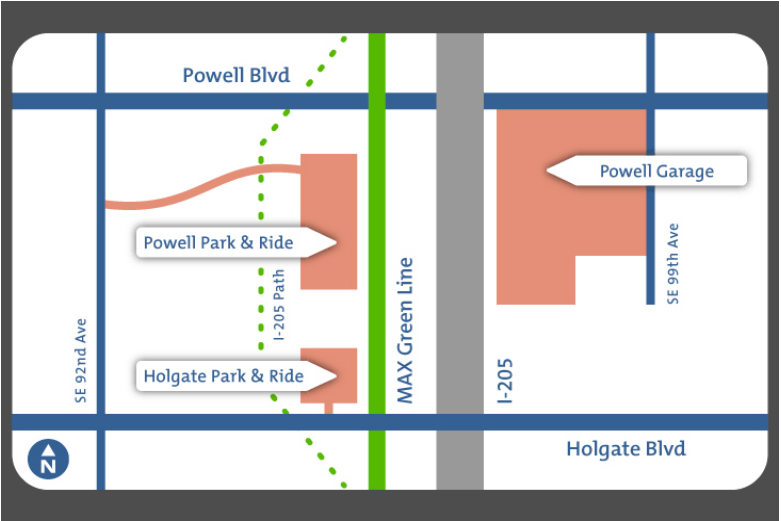 Powell Blvd
Powell Garage
Powell Park & Ride
SE 99th Ave
I-205 Path
MAX Green Line
SE 92nd Ave
Holgate Park & Ride
I-205
Holgate Blvd
N